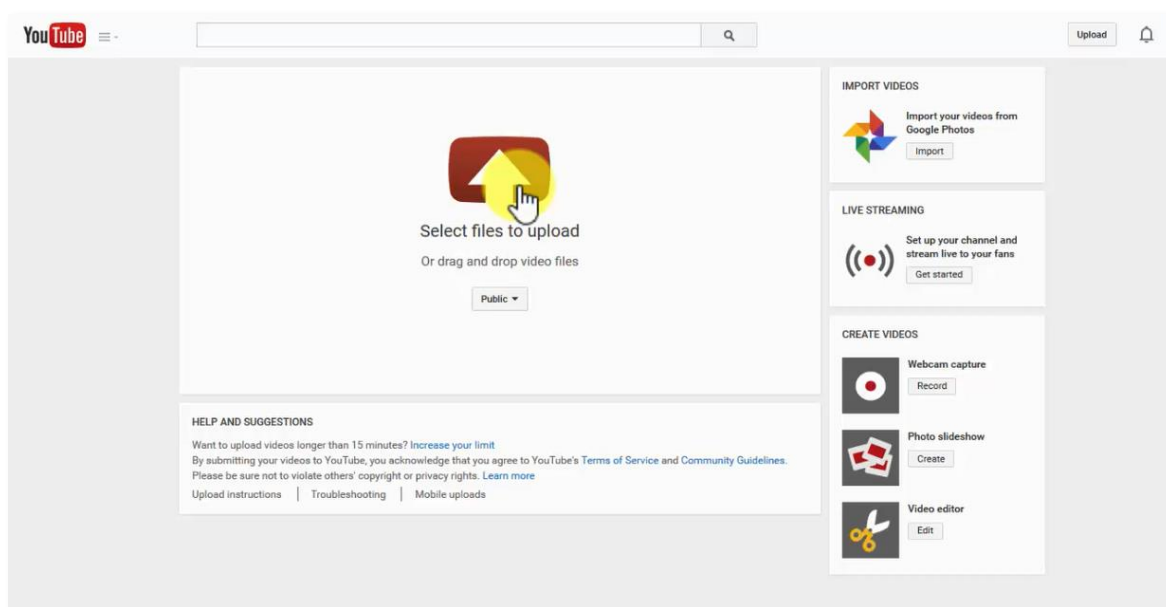 YouTube
Upload
Select files to upload
Or drag and drop video files
Public
HELP AND SUGGESTIONS
Want to upload videos longer than 15 minutes? Increase your limit
By submitting your videos to YouTube, you acknowledge that you agree to YouTube's Terms of Service and Community Guidelines.
Please be sure not to violate others' copyright or privacy rights. Learn more
Upload instructions | Troubleshooting | Mobile uploads
IMPORT VIDEOS
Import your videos from
Google Photos
Import
LIVE STREAMING
Set up your channel and
stream live to your fans
Get started
CREATE VIDEOS
Webcam capture
Record
Photo slideshow
Create
Video editor
Edit